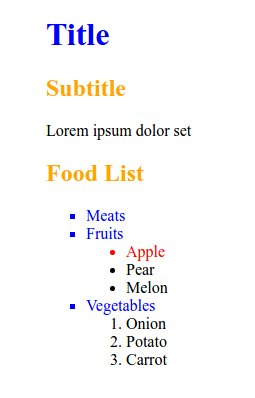 Title
Subtitle
Lorem ipsum dolor set
Food List
Meats
Fruits
Apple
Pear
Melon
Vegetables
1. Onion
2. Potato
3. Carrot